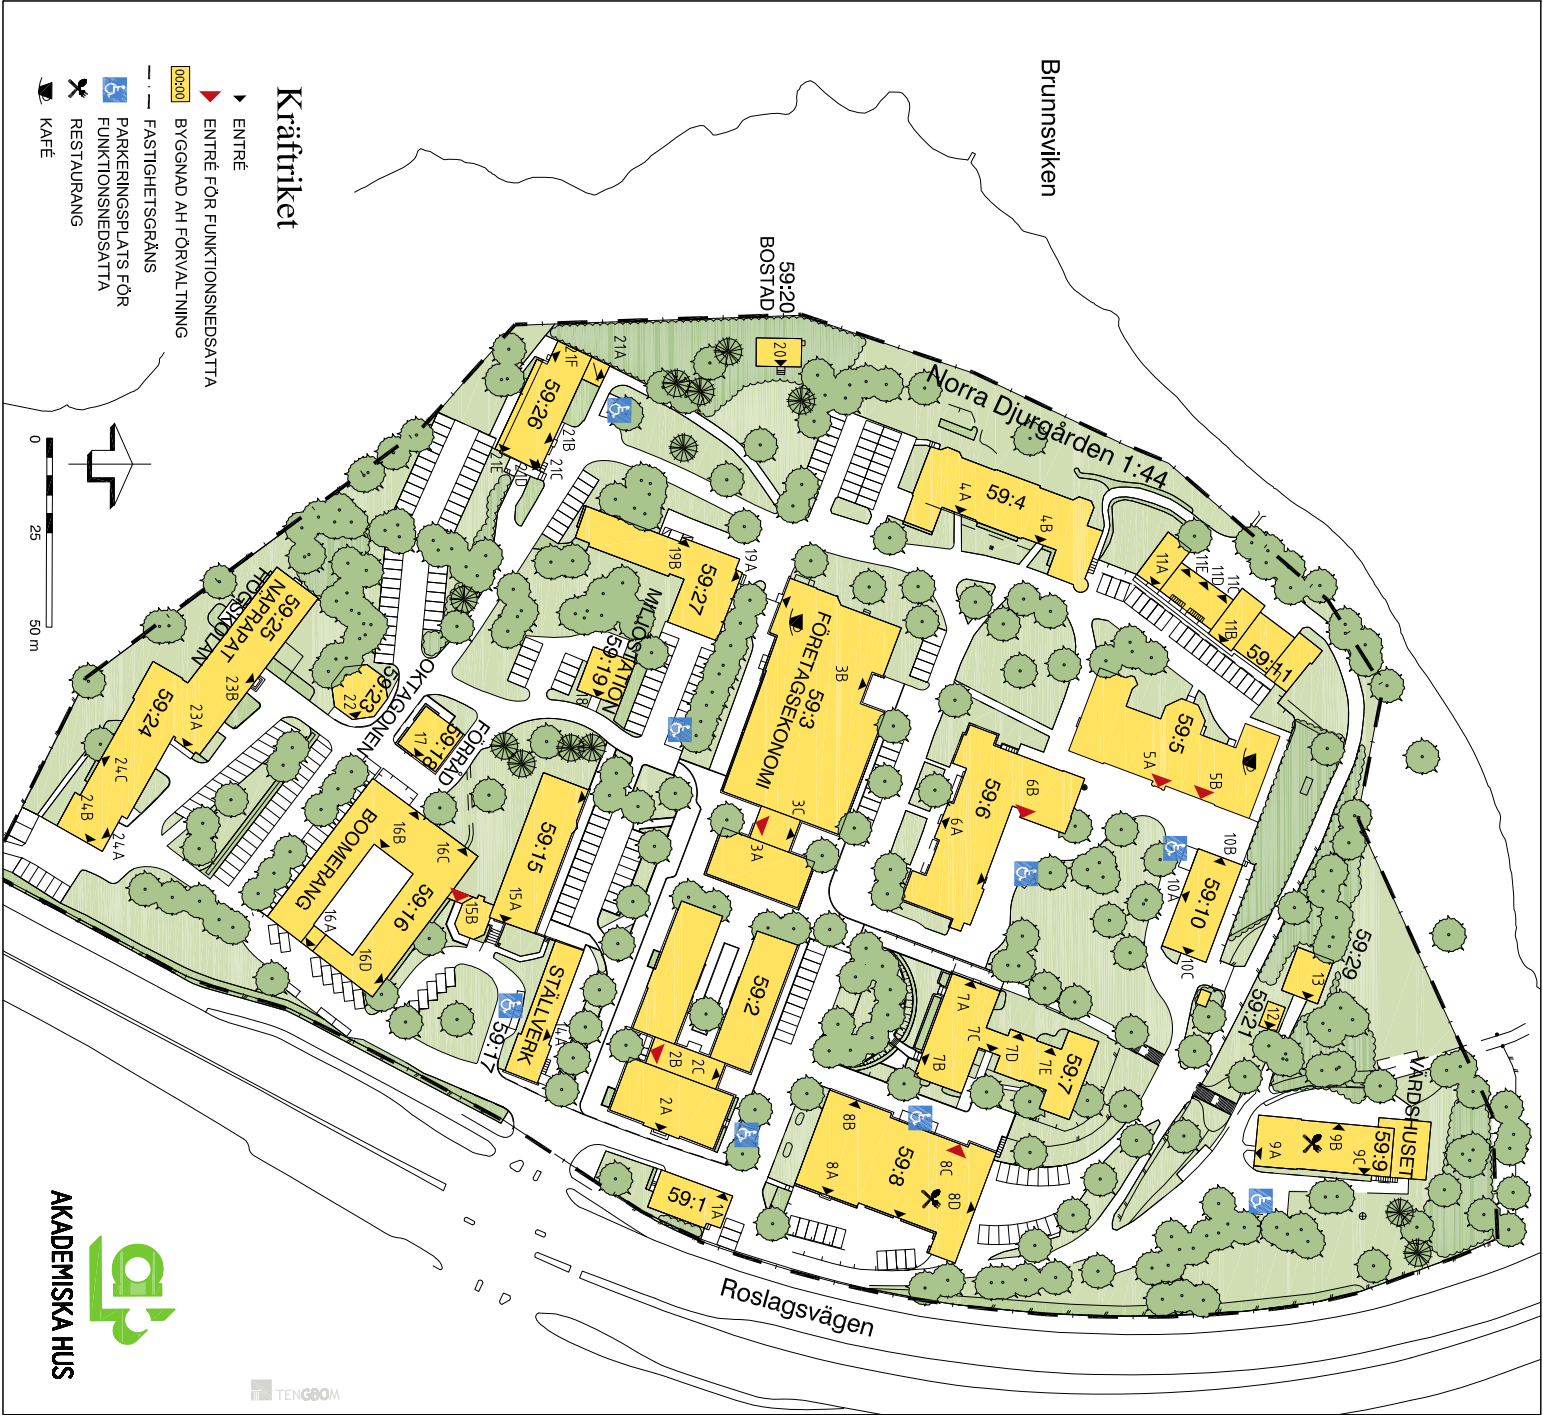 Kräftriket
ENTRÉ
ENTRÉ FÖR FUNKTIONSNEDSATTA
00:00
BYGGNAD AH FÖRVALTNING
FASTIGHETSGRÄNS
PARKERINGSPLATS FÖR
FUNKTIONSNEDSATTA
RESTAURANG
KAFÉ
0
25
50 m
Brunnsviken
Norra Djurgården 1:44
Roslagsvägen
59:20
BOSTAD
20
21A
21F
59:26
21B
21C
21D
21E
59:4
4A
4B
11A
11E
11D
11C
11B
59:11
19A
19B
59:27
MILJÖSTATION
59:19
18
FÖRETAGSEKONOMI
59:3
3B
3C
3A
59:5
5A
5B
59:6
6B
6A
10B
59:10
10A
10C
59:29
13
59:21
12
NAPRAPAT
HÖGSKOLAN
59:25
23B
23A
59:24
24C
24B
24A
OKTAGONEN
59:23
22
FÖRRÅD
59:18
17
BOOMERANG
59:16
16B
16C
16A
16D
59:15
15A
15B
STÄLLVERK
14A
59:17
59:2
2B
2C
2A
59:7
7A
7C
7D
7E
7B
59:8
8B
8A
8C
8D
VÄRDSHUSET
59:9
9A
9B
9C
59:1
1A
AKADEMISKA HUS
TENGBOM